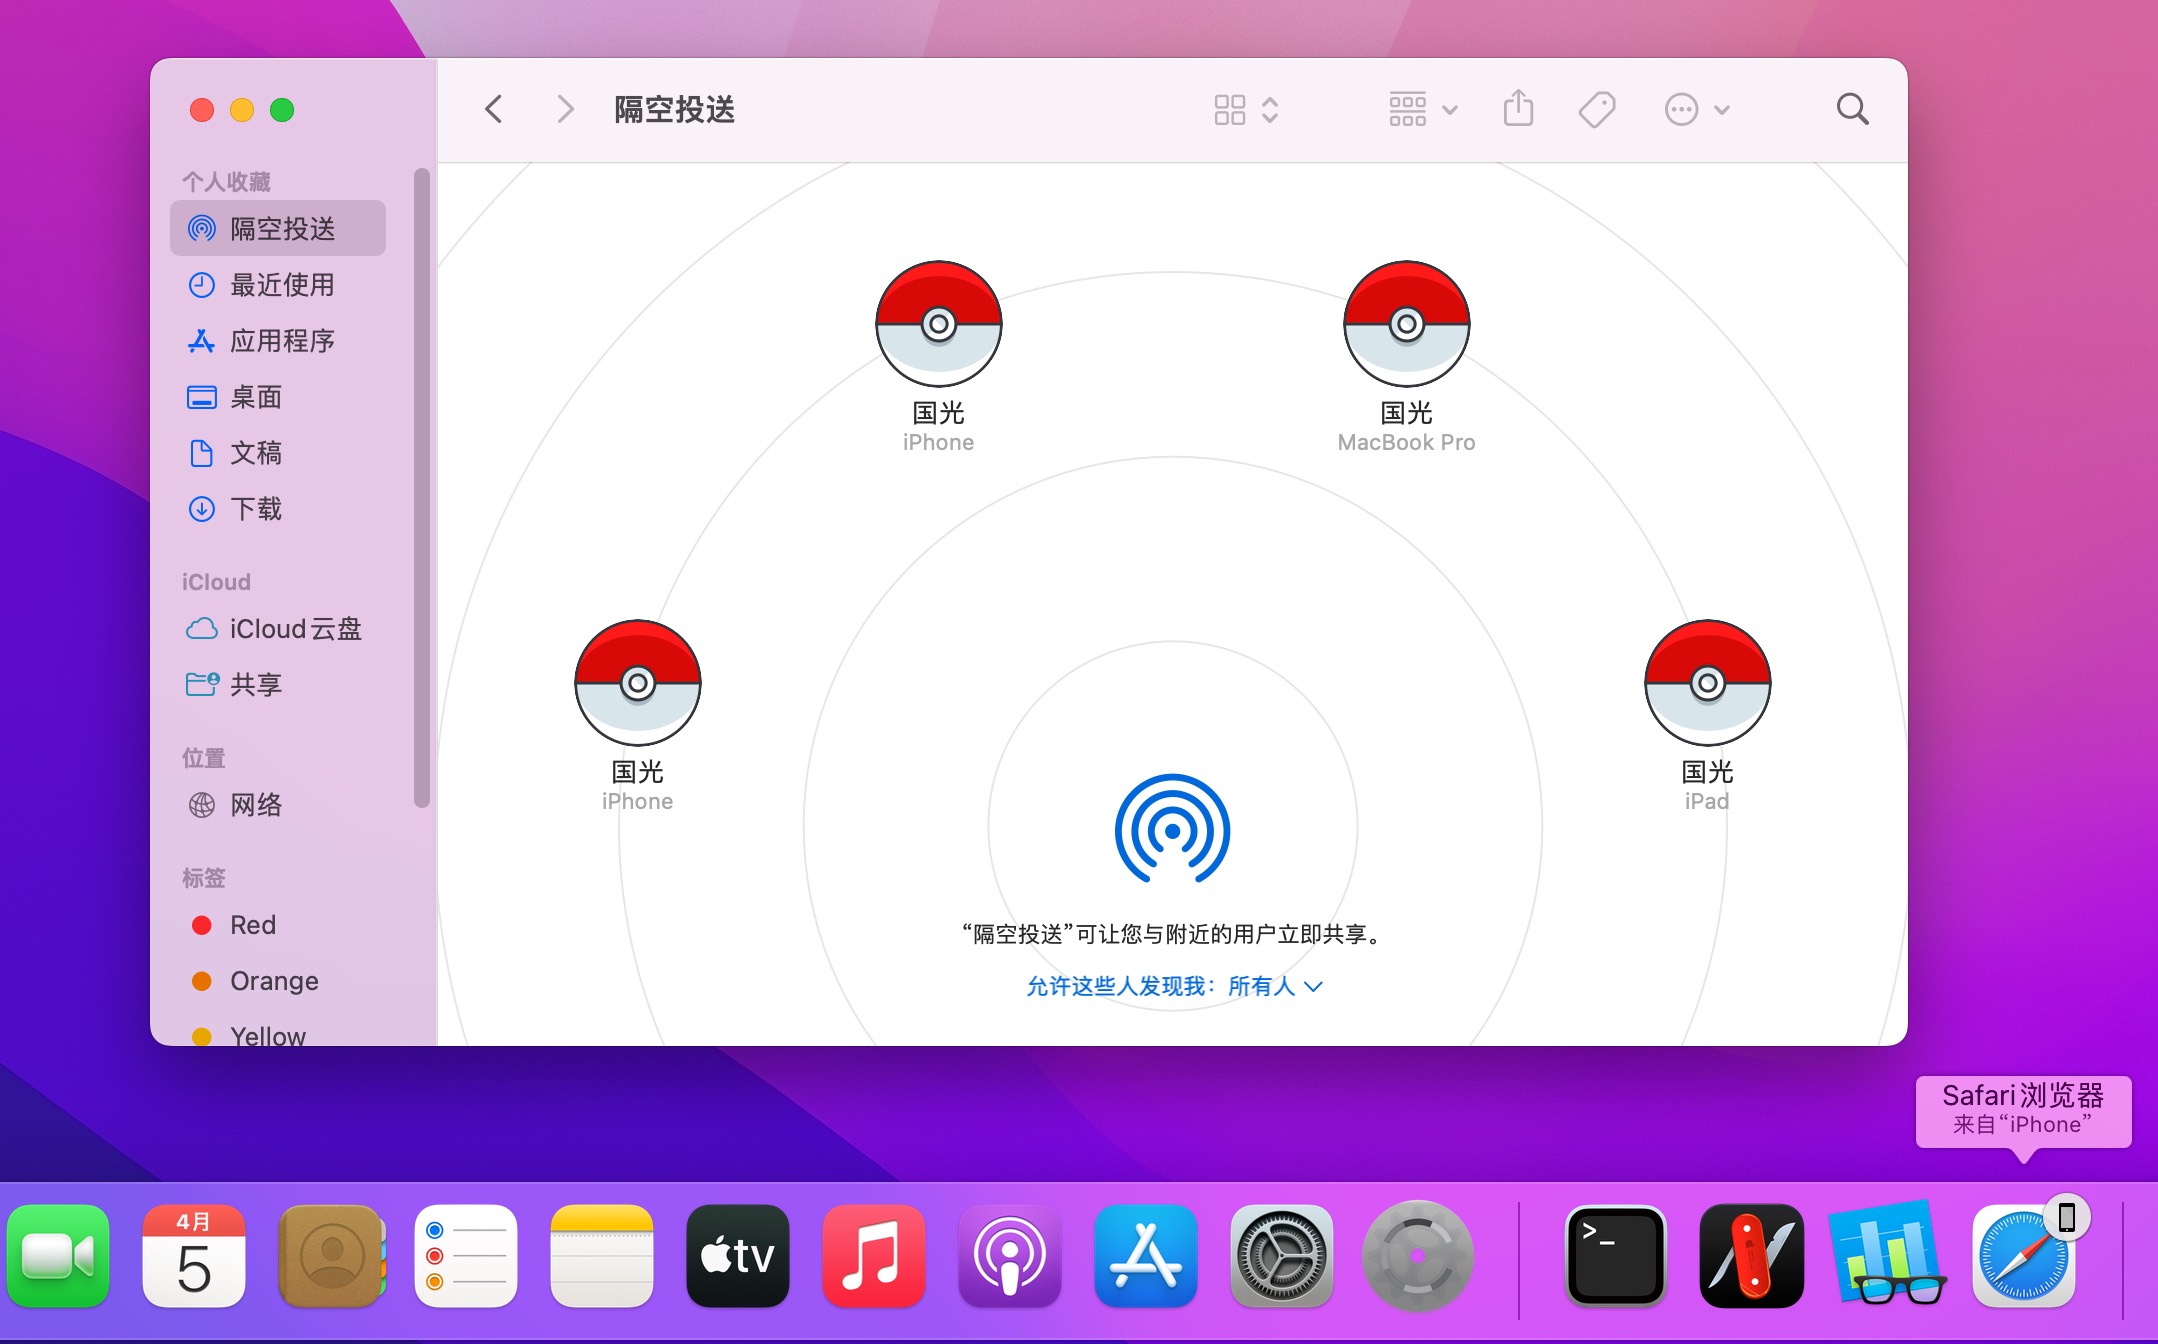 隔空投送
个人收藏
隔空投送
最近使用
应用程序
桌面
文稿
下载
iCloud
iCloud云盘
共享
位置
网络
标签
Red
Orange
Yellow
国光
iPhone
国光
MacBook Pro
国光
iPhone
国光
iPad
“隔空投送”可让您与附近的用户立即共享。
允许这些人发现我：所有人
Safari浏览器
来自“iPhone”
4月
5
tv
>_